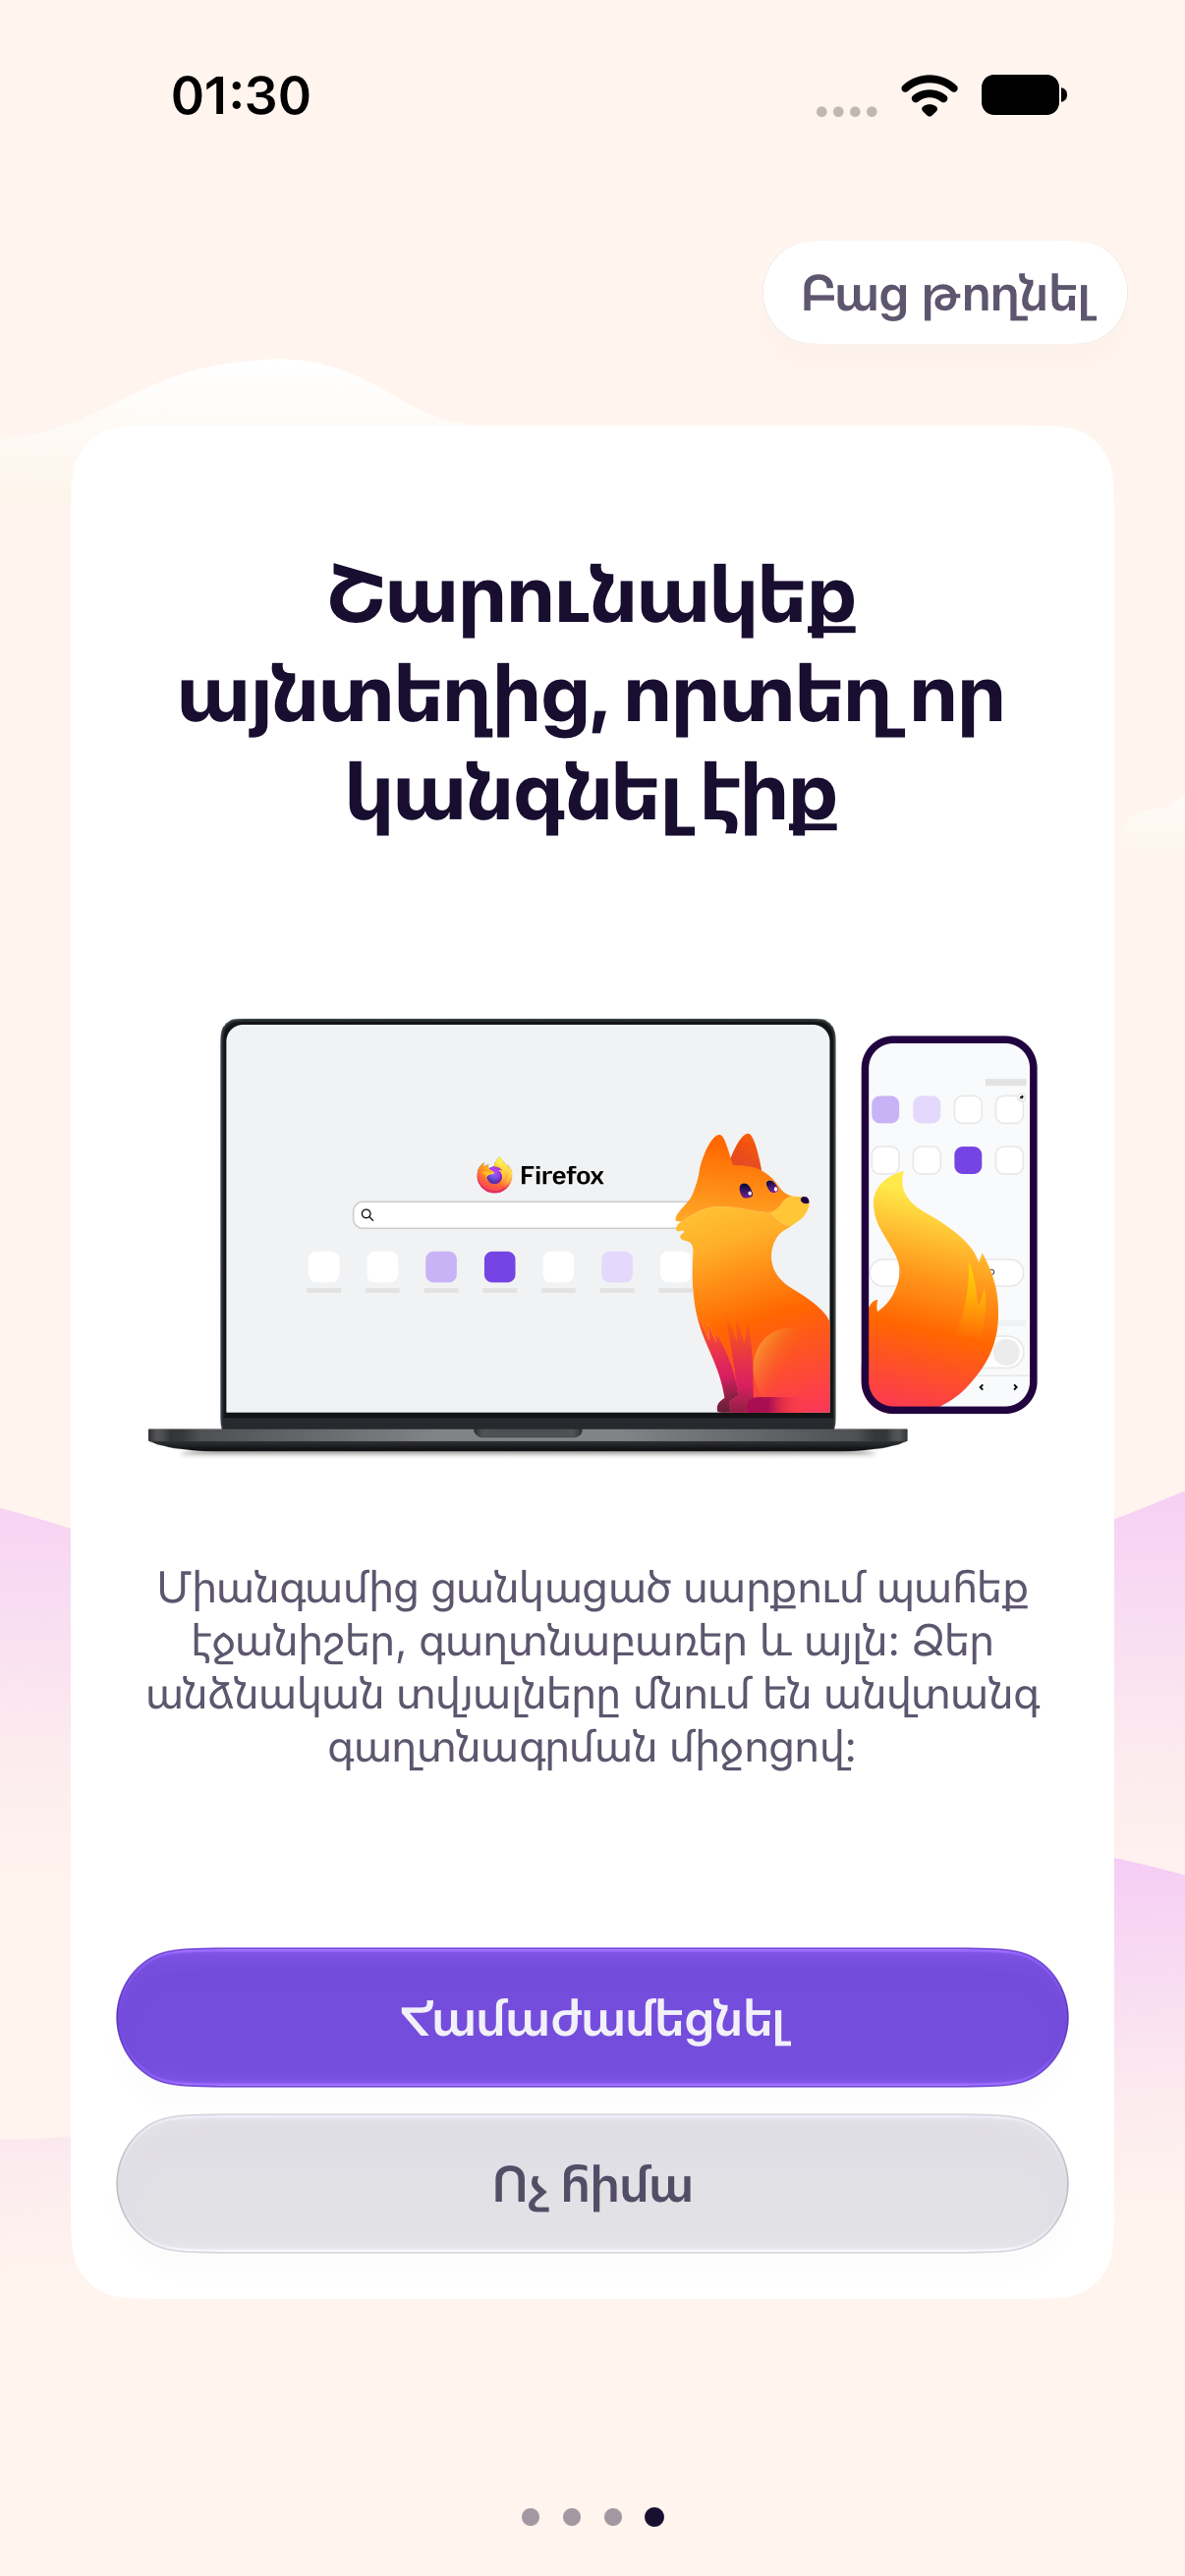 01:30
Բաց թողնել
Շարունակեք
այնտեղից, որտեղ որ
կանգնել էիք
Firefox
Միանգամից ցանկացած սարքում պահեք
էջանիշեր, գաղտնաբառեր և այլն: Ձեր
անձնական տվյալները մնում են անվտանգ
գաղտնագրման միջոցով:
Համաժամեցնել
Ոչ հիմա